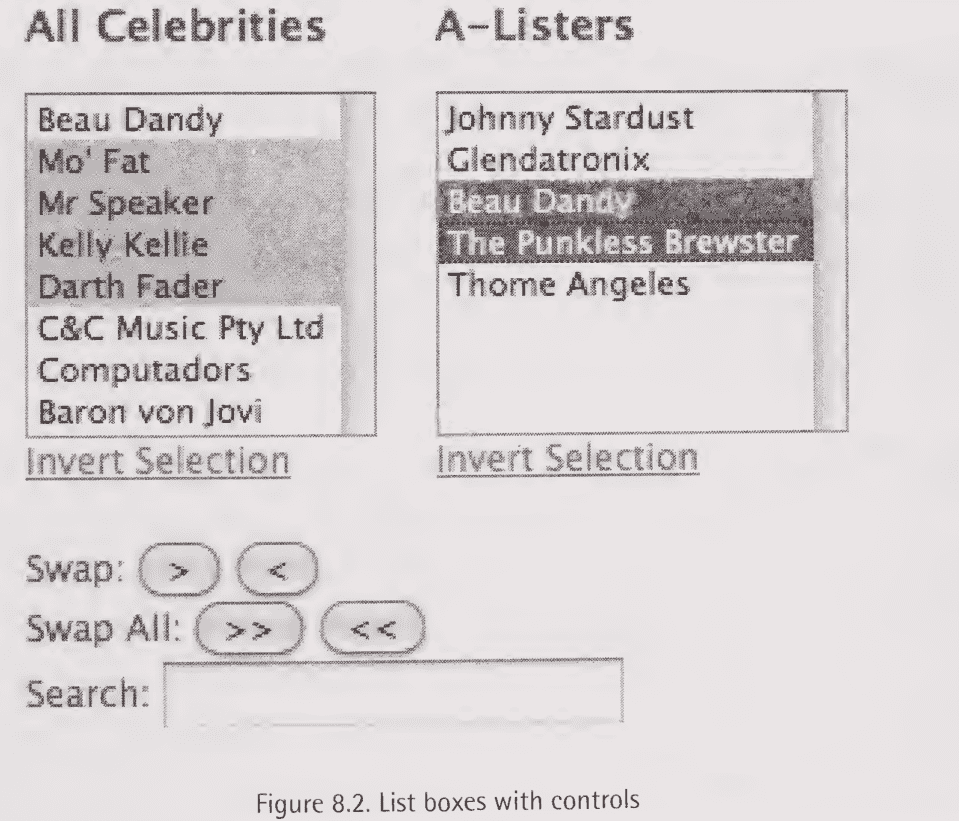 All Celebrities
Beau Dandy
Mo' Fat
Mr Speaker
Kelly Kellie
Darth Fader
C&C Music Pty Ltd
Computadors
Baron von Jovi
Invert Selection
A-Listers
Johnny Stardust
Glendatronix
Beau Dandy
The Punkless Brewster
Thome Angeles
Invert Selection
Swap: > <
Swap All: >> <<
Search:
Figure 8.2. List boxes with controls